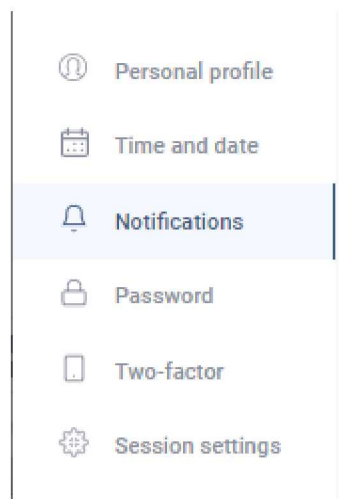 Personal profile
Time and date
Notifications
Password
Two-factor
Session settings